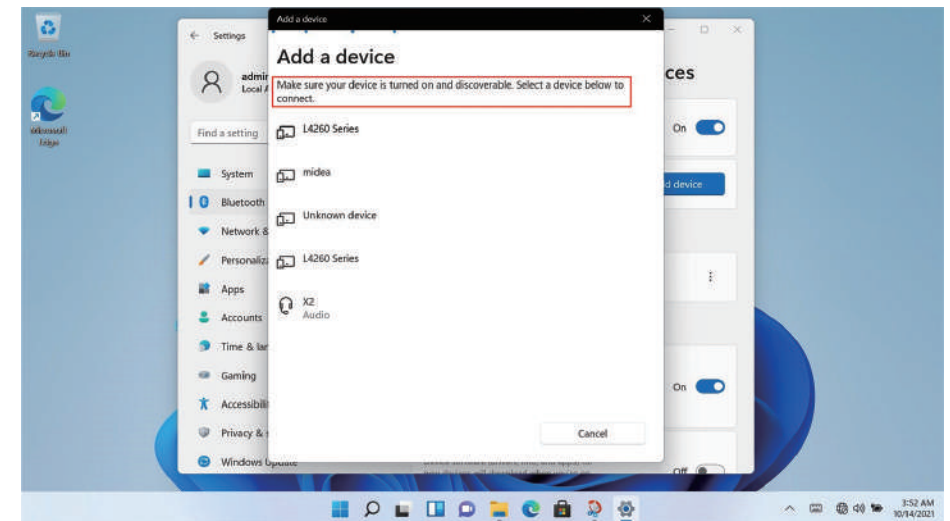 Add a device
Recycle Bin
Settings
Add a device
ces
admin
Local A
Make sure your device is turned on and discoverable. Select a device below to
connect.
Microsoft
Edge
Find a setting
L4260 Series
On
System
midea
d device
Bluetooth
Unknown device
Network &
Personaliza
L4260 Series
Apps
X2
Audio
Accounts
Time & lan
Gaming
On
Accessibili
Privacy & s
Cancel
Windows Update
Off
3:52 AM
10/14/2021